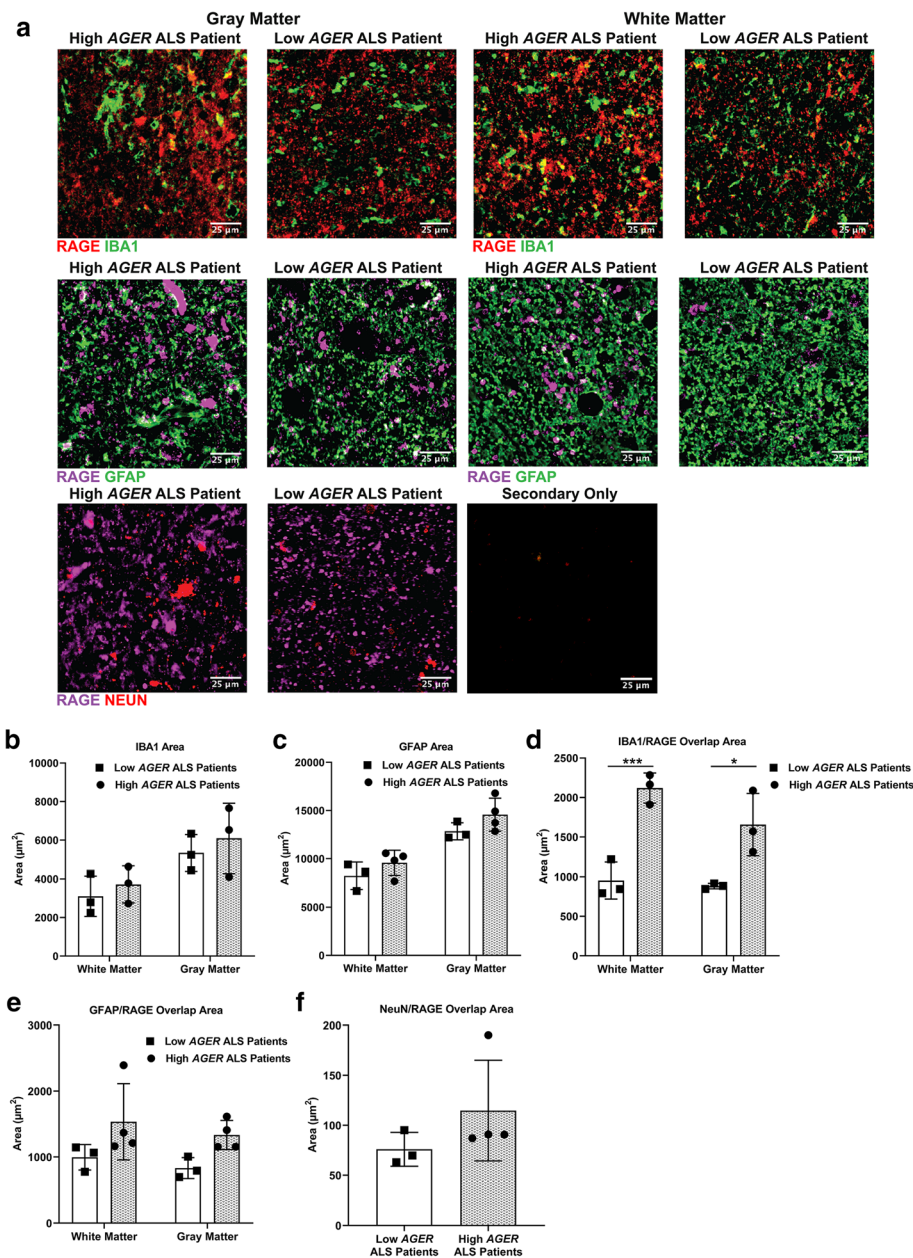 a
Gray Matter
White Matter
High AGER ALS Patient
Low AGER ALS Patient
High AGER ALS Patient
Low AGER ALS Patient
25 µm
25 µm
25 µm
25 µm
RAGE IBA1
RAGE IBA1
High AGER ALS Patient
Low AGER ALS Patient
High AGER ALS Patient
Low AGER ALS Patient
25 µm
25 µm
25 µm
25 µm
RAGE GFAP
RAGE GFAP
High AGER ALS Patient
Low AGER ALS Patient
Secondary Only
25 µm
25 µm
25 µm
RAGE NEUN
b
IBA1 Area
Low AGER ALS Patients
High AGER ALS Patients
Area (µm²)
10000
8000
6000
4000
2000
0
White Matter
Gray Matter
c
GFAP Area
Low AGER ALS Patients
High AGER ALS Patients
Area (µm²)
20000
15000
10000
5000
0
White Matter
Gray Matter
d
IBA1/RAGE Overlap Area
Low AGER ALS Patients
High AGER ALS Patients
***
*
Area (µm²)
2500
2000
1500
1000
500
0
White Matter
Gray Matter
e
GFAP/RAGE Overlap Area
Low AGER ALS Patients
High AGER ALS Patients
Area (µm²)
3000
2000
1000
0
White Matter
Gray Matter
f
NeuN/RAGE Overlap Area
Area (µm²)
200
150
100
50
0
Low AGER
ALS Patients
High AGER
ALS Patients